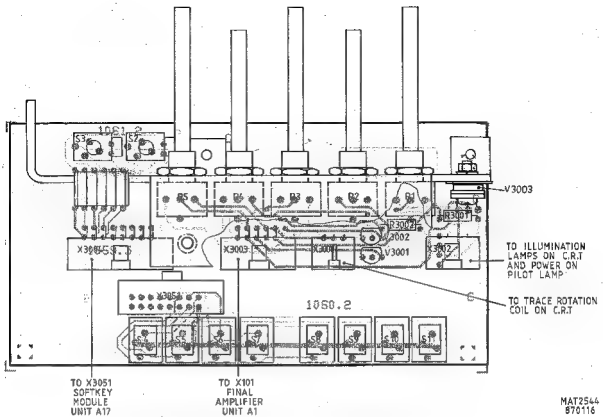 1061.2
S3
S2
R5
R4
R3
R2
R1
V3003
R3001
R3002
V3002
V3001
X3003
X3004
X3002
X3051
1060.2
TO ILLUMINATION
LAMPS ON C.R.T
AND POWER ON
PILOT LAMP
TO TRACE ROTATION
COIL ON C.R.T
TO X3051
SOFTKEY
MODULE
UNIT A17
TO X101
FINAL
AMPLIFIER
UNIT A1
MAT2544
870116